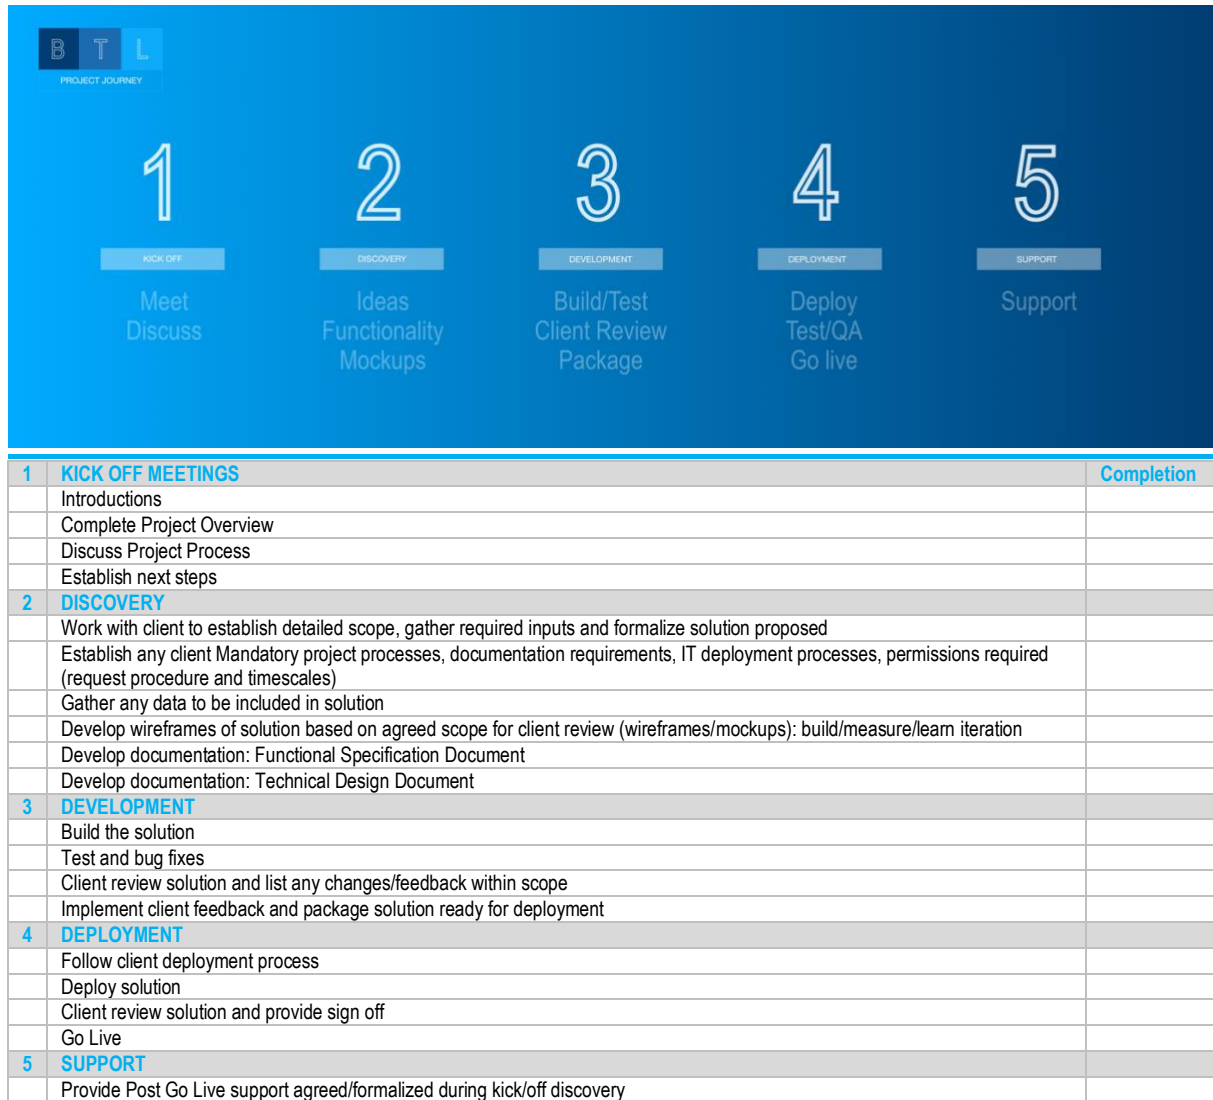 B T L
PROJECT JOURNEY
1 2 3 4 5
KICK OFF DISCOVERY DEVELOPMENT DEPLOYMENT SUPPORT
Meet Ideas Build/Test Deploy Support
Discuss Functionality Client Review Test/QA
Mockups Package Go live
1 KICK OFF MEETINGS Completion
Introductions
Complete Project Overview
Discuss Project Process
Establish next steps
2 DISCOVERY
Work with client to establish detailed scope, gather required inputs and formalize solution proposed
Establish any client Mandatory project processes, documentation requirements, IT deployment processes, permissions required
(request procedure and timescales)
Gather any data to be included in solution
Develop wireframes of solution based on agreed scope for client review (wireframes/mockups): build/measure/learn iteration
Develop documentation: Functional Specification Document
Develop documentation: Technical Design Document
3 DEVELOPMENT
Build the solution
Test and bug fixes
Client review solution and list any changes/feedback within scope
Implement client feedback and package solution ready for deployment
4 DEPLOYMENT
Follow client deployment process
Deploy solution
Client review solution and provide sign off
Go Live
5 SUPPORT
Provide Post Go Live support agreed/formalized during kick/off discovery